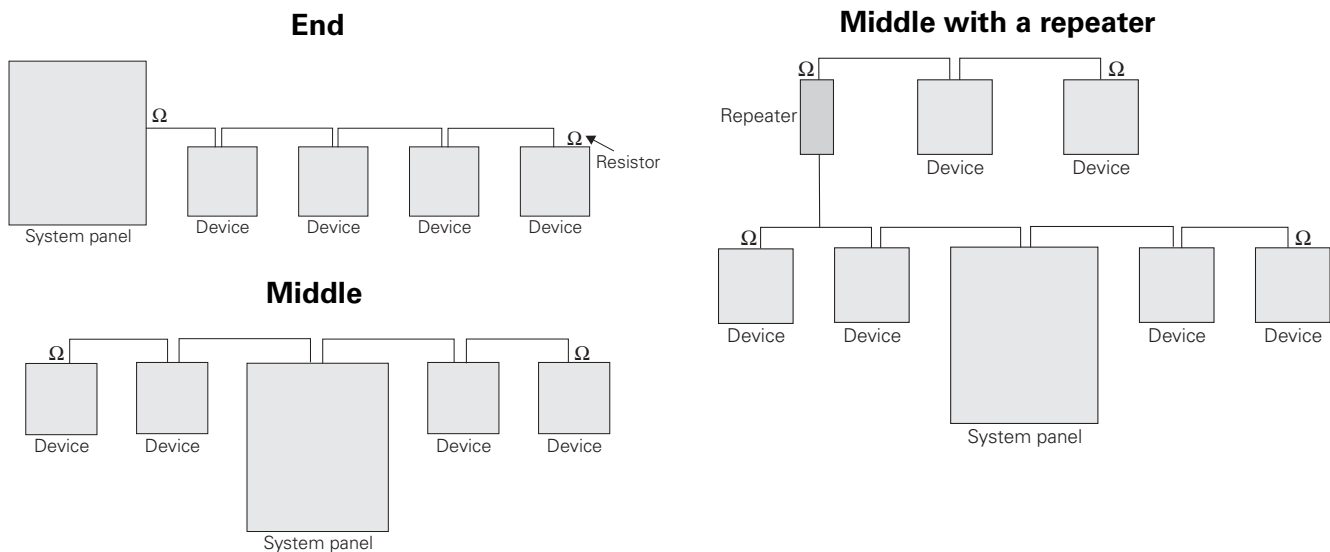 End
Ω
Ω
Resistor
Device Device Device Device
System panel
Middle
Ω Ω
Device Device Device Device
System panel
Middle with a repeater
Ω Ω
Repeater
Device Device
Ω Ω
Device Device Device Device
System panel